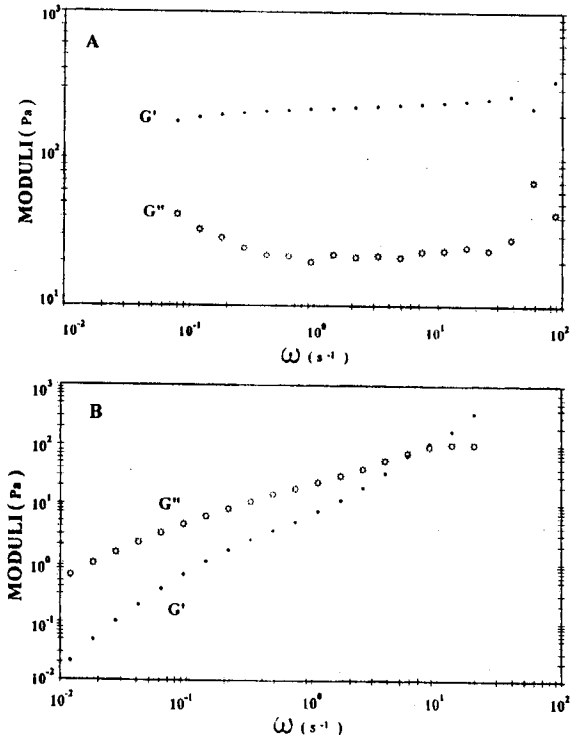 A
MODULI (Pa)
10³
10²
10¹
G'
G"
10⁻²
10⁻¹
10⁰
10¹
10²
ω (s⁻¹)
B
MODULI (Pa)
10³
10²
10¹
10⁰
10⁻¹
10⁻²
G"
G'
10⁻²
10⁻¹
10⁰
10¹
10²
ω (s⁻¹)